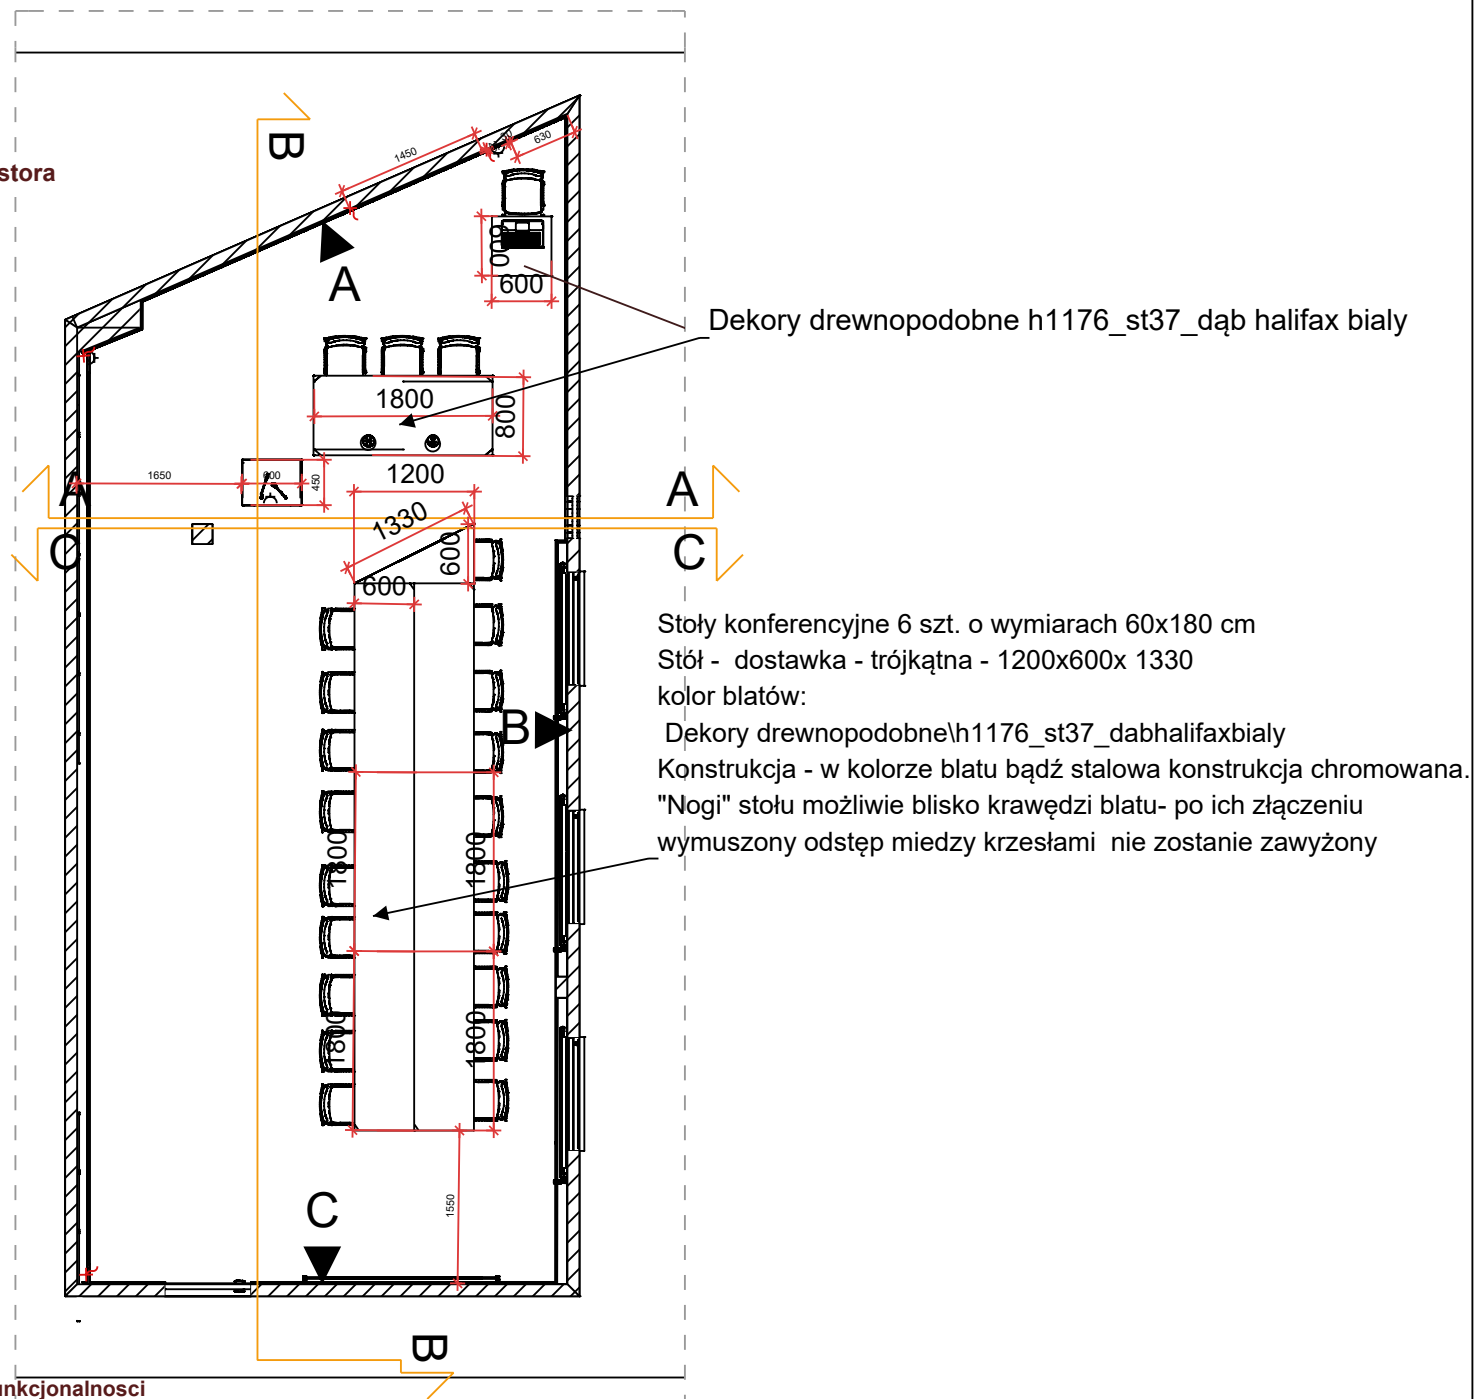 B
1450
630
stora
600
600
A
Dekory drewnopodobne h1176_st37_dąb halifax bialy
1800
800
1200
1650
600
450
A
A
1330
600
C
C
600
Stoły konferencyjne 6 szt. o wymiarach 60x180 cm
Stół - dostawka - trójkątna - 1200x600x 1330
kolor blatów:
Dekory drewnopodobne\h1176_st37_dabhalifaxbialy
B
Konstrukcja - w kolorze blatu bądź stalowa konstrukcja chromowana.
"Nogi" stołu możliwie blisko krawędzi blatu- po ich złączeniu
wymuszony odstęp miedzy krzesłami nie zostanie zawyżony
1800
1800
1800
1800
1550
C
B
unkcjonalnosci